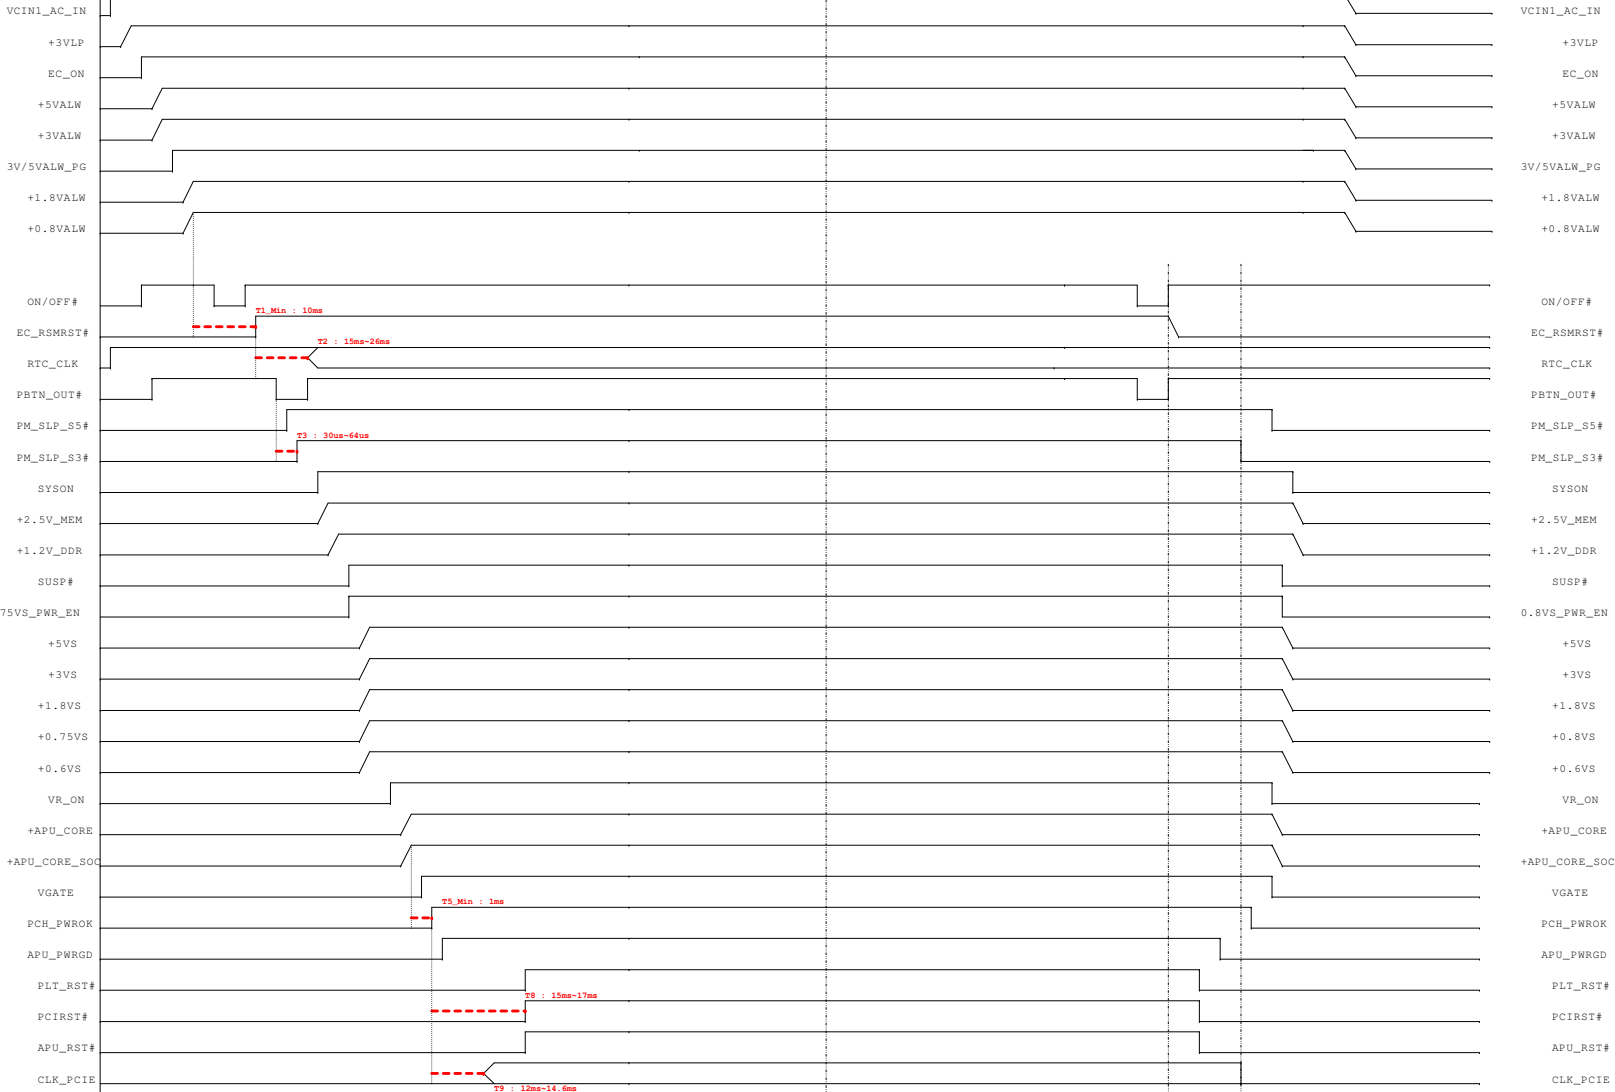 VCIN1_AC_IN VCIN1_AC_IN
+3VLP +3VLP
EC_ON EC_ON
+5VALW +5VALW
+3VALW +3VALW
3V/5VALW_PG 3V/5VALW_PG
+1.8VALW +1.8VALW
+0.8VALW +0.8VALW
ON/OFF# ON/OFF#
T1_Min : 10ms
EC_RSMRST# EC_RSMRST#
T2 : 15ms~26ms
RTC_CLK RTC_CLK
PBTN_OUT# PBTN_OUT#
PM_SLP_S5# PM_SLP_S5#
T3 : 30us~64us
PM_SLP_S3# PM_SLP_S3#
SYSON SYSON
+2.5V_MEM +2.5V_MEM
+1.2V_DDR +1.2V_DDR
SUSP# SUSP#
75VS_PWR_EN 0.8VS_PWR_EN
+5VS +5VS
+3VS +3VS
+1.8VS +1.8VS
+0.75VS +0.8VS
+0.6VS +0.6VS
VR_ON VR_ON
+APU_CORE +APU_CORE
+APU_CORE_SOC +APU_CORE_SOC
VGATE VGATE
T5_Min : 1ms
PCH_PWROK PCH_PWROK
APU_PWRGD APU_PWRGD
PLT_RST# PLT_RST#
T8 : 15ms~17ms
PCIRST# PCIRST#
APU_RST# APU_RST#
CLK_PCIE CLK_PCIE
T9 : 12ms~14.6ms